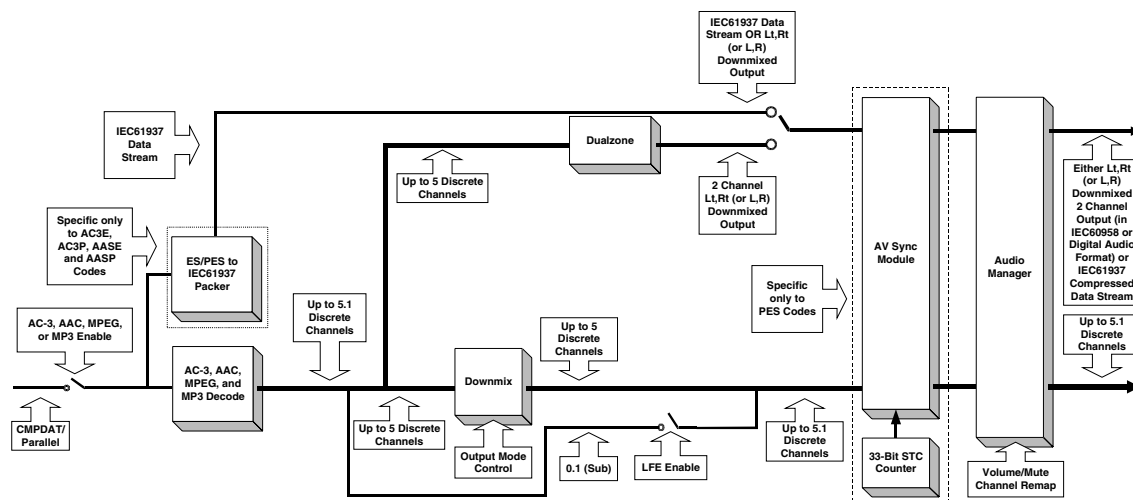 IEC61937 Data
Stream OR Lt,Rt
(or L,R)
Downmixed
Output
IEC61937
Data
Stream
Dualzone
Up to 5 Discrete
Channels
2 Channel
Lt,Rt (or L,R)
Downmixed
Output
Specific only
to AC3E,
AC3P, AASE
and AASP
Codes
ES/PES to
IEC61937
Packer
AV Sync
Module
Audio
Manager
Either Lt,Rt
(or L,R)
Downmixed
2 Channel
Output (in
IEC60958 or
Digital Audio
Format) or
IEC61937
Compressed
Data Stream
Specific
only to
PES Codes
AC-3, AAC, MPEG,
or MP3 Enable
Up to 5.1
Discrete
Channels
Up to 5
Discrete
Channels
Up to 5.1
Discrete
Channels
AC-3, AAC,
MPEG, and
MP3 Decode
Downmix
CMPDAT/
Parallel
Up to 5 Discrete
Channels
Output Mode
Control
0.1 (Sub)
LFE Enable
Up to 5.1
Discrete
Channels
33-Bit STC
Counter
Volume/Mute
Channel Remap